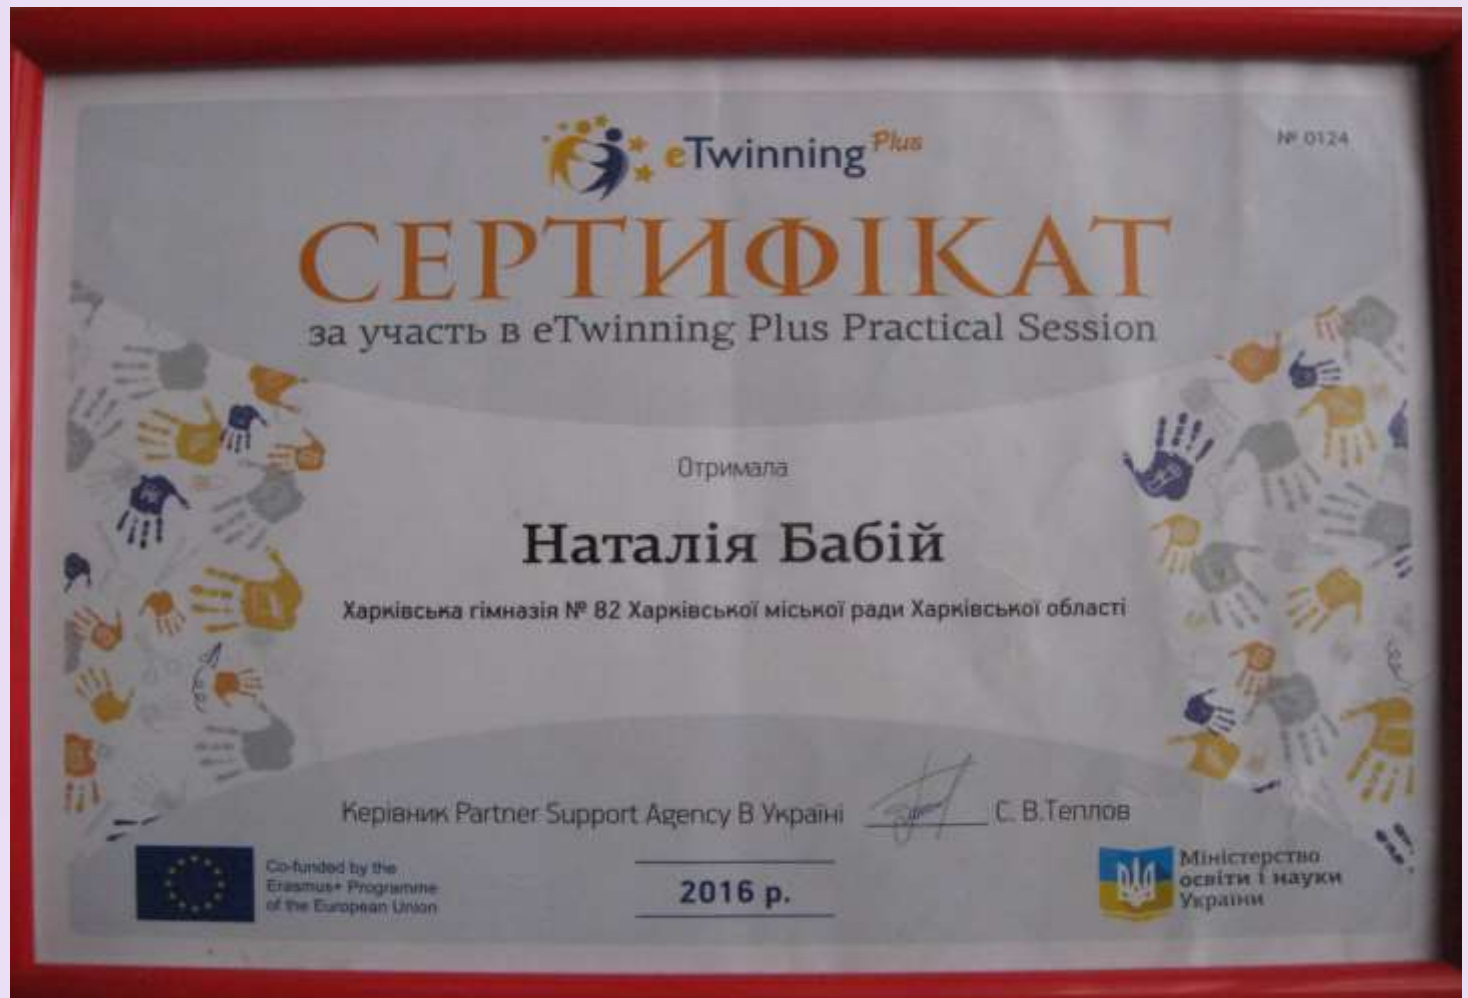 eTwinning Plus
№ 0124
СЕРТИФІКАТ
за участь в eTwinning Plus Practical Session
Отримала
Наталія Бабій
Харківська гімназія № 82 Харківської міської ради Харківської області
Керівник Partner Support Agency В Україні С. В.Теплов
Co-funded by the
Erasmus+ Programme
of the European Union
2016 р.
Міністерство
освіти і науки
України